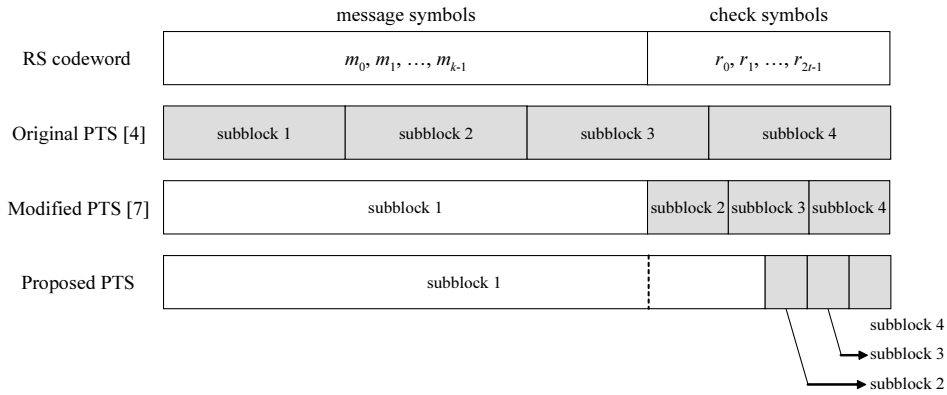 message symbols check symbols
RS codeword m0, m1, …, mk-1 r0, r1, …, r2t-1
Original PTS [4] subblock 1 subblock 2 subblock 3 subblock 4
Modified PTS [7] subblock 1 subblock 2 subblock 3 subblock 4
Proposed PTS subblock 1
subblock 4
subblock 3
subblock 2